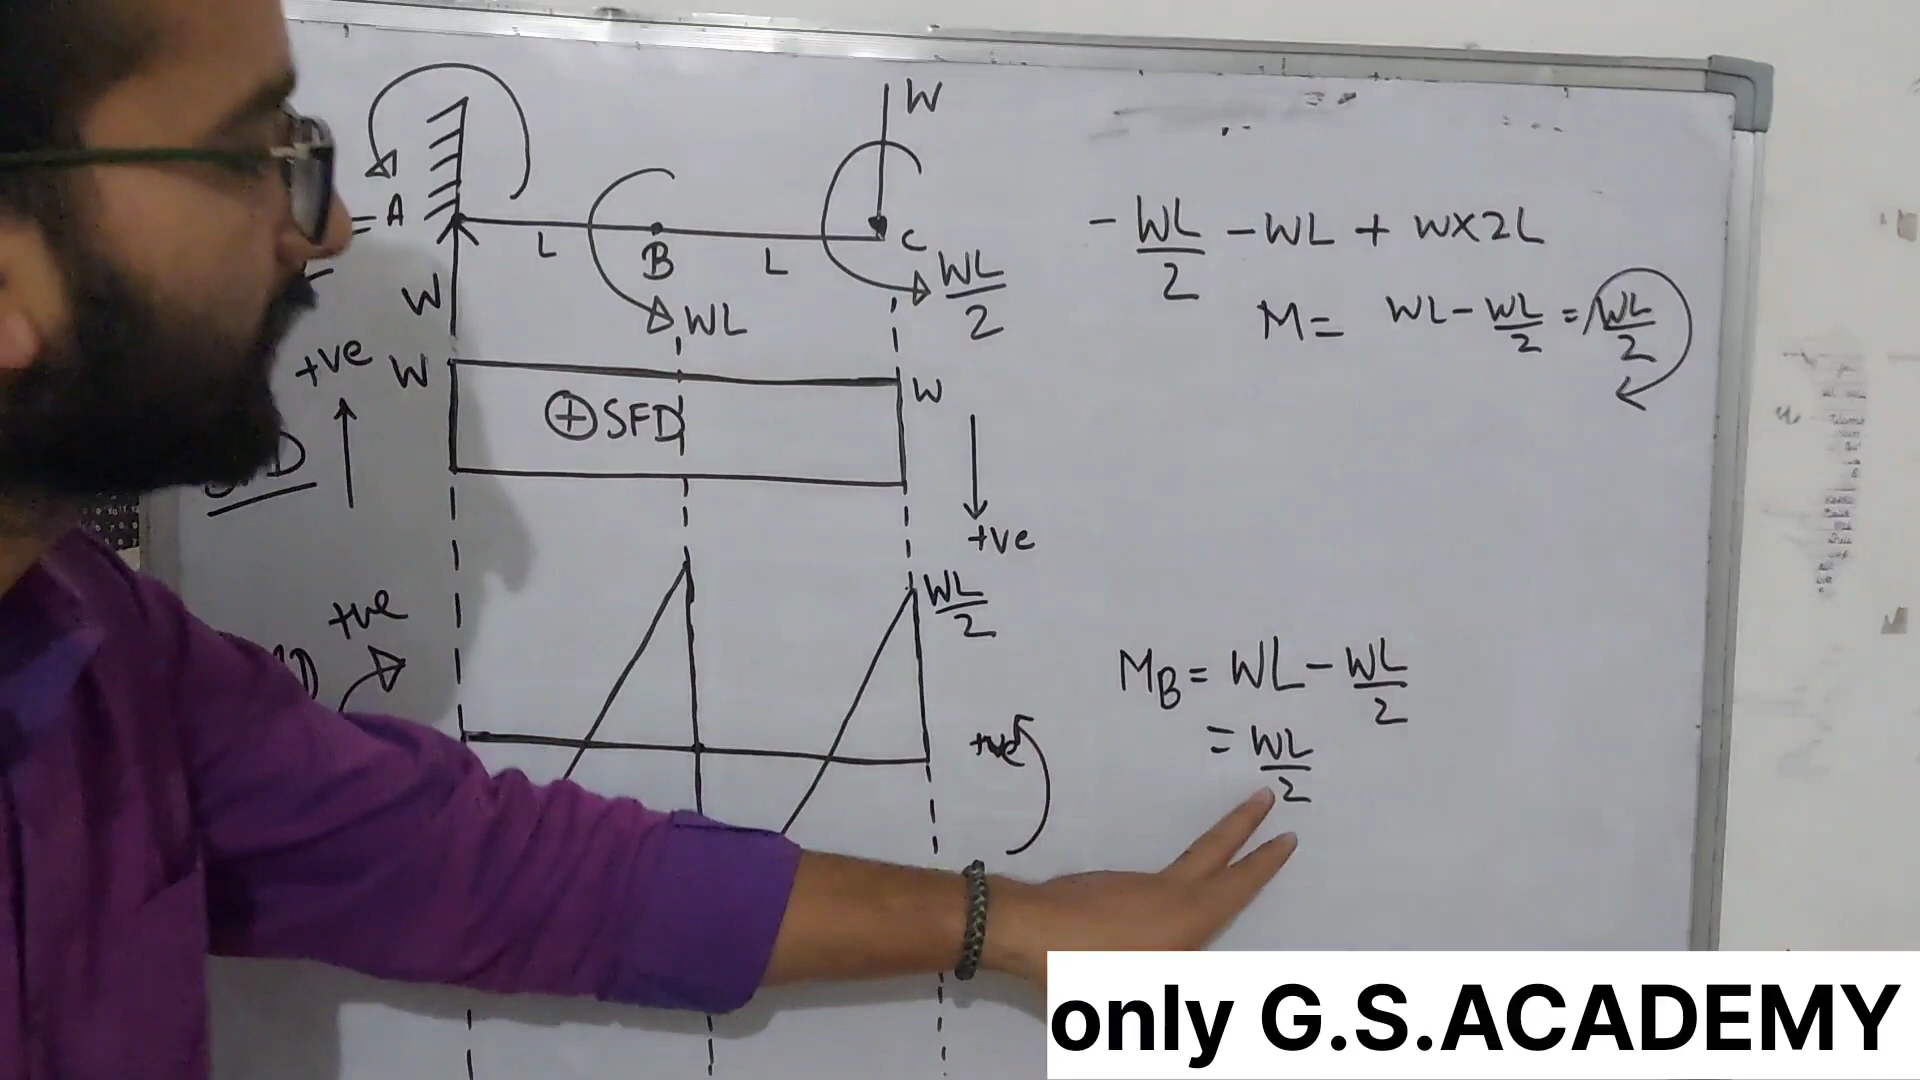 W
= A
L
B
L
C
WL/2
WL
W
+ve
W
W
⊕ SFD
+ve
+ve
WL/2
+ve
-WL/2 - WL + W×2L
M = WL - WL/2 = WL/2
M_B = WL - WL/2
= WL/2
only G.S.ACADEMY